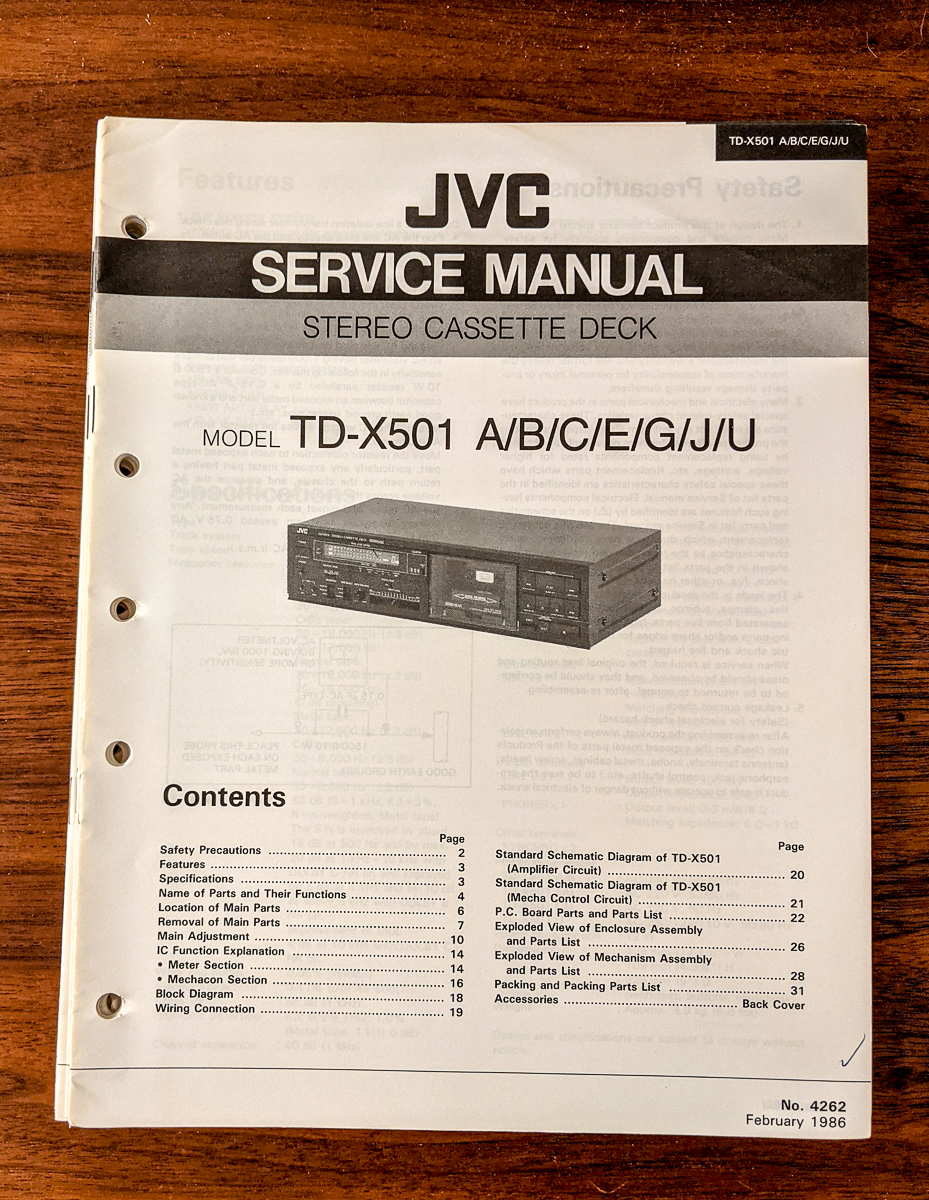 TD-X501 A/B/C/E/G/J/U
JVC
SERVICE MANUAL
STEREO CASSETTE DECK
MODEL TD-X501 A/B/C/E/G/J/U
JVC
Contents
Page
Safety Precautions ........ 2
Features ........ 3
Specifications ........ 3
Name of Parts and Their Functions ........ 4
Location of Main Parts ........ 6
Removal of Main Parts ........ 7
Main Adjustment ........ 10
IC Function Explanation ........ 14
• Meter Section ........ 14
• Mechacon Section ........ 16
Block Diagram ........ 18
Wiring Connection ........ 19
Page
Standard Schematic Diagram of TD-X501
(Amplifier Circuit) ........ 20
Standard Schematic Diagram of TD-X501
(Mecha Control Circuit) ........ 21
P.C. Board Parts and Parts List ........ 22
Exploded View of Enclosure Assembly
and Parts List ........ 26
Exploded View of Mechanism Assembly
and Parts List ........ 28
Packing and Packing Parts List ........ 31
Accessories ........ Back Cover
No. 4262
February 1986